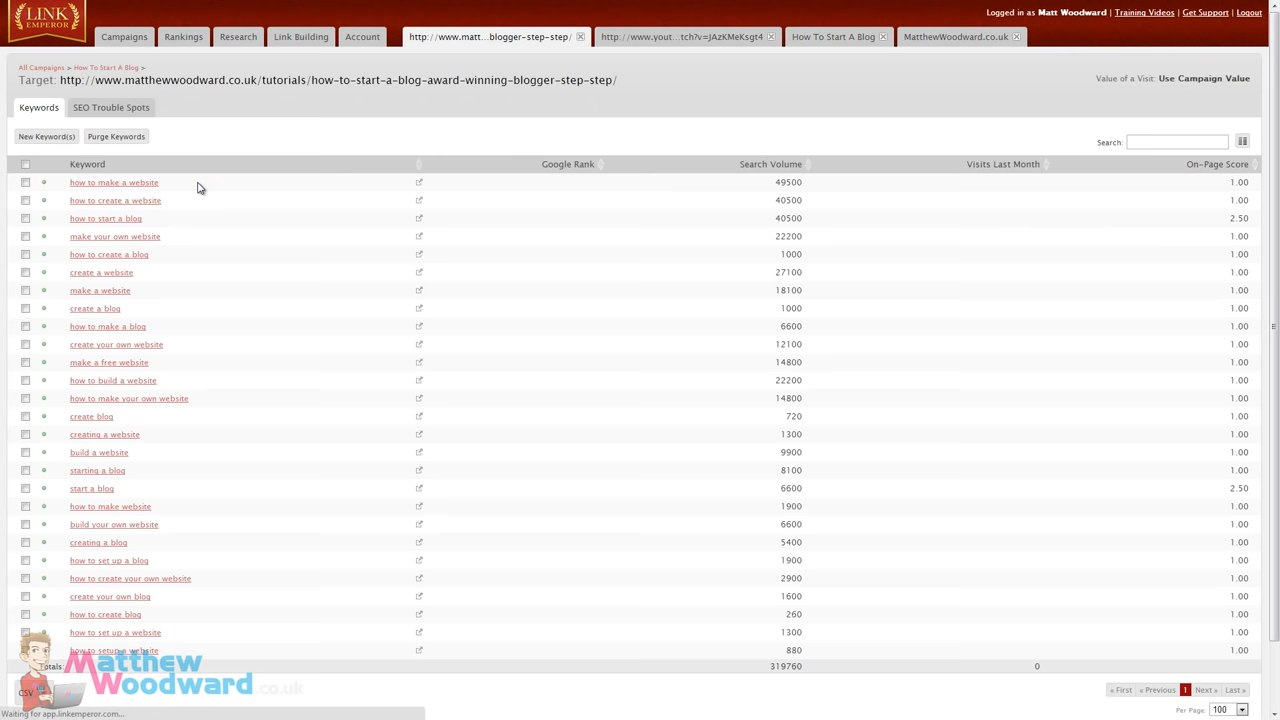 LINK
EMPEROR
Logged in as Matt Woodward | Training Videos | Get Support | Logout
Campaigns Rankings Research Link Building Account http://www.matt...blogger-step-step/ http://www.yout...tch?v=jAzKMeKsgt4 How To Start A Blog MatthewWoodward.co.uk
All Campaigns > How To Start A Blog >
Target: http://www.matthewwoodward.co.uk/tutorials/how-to-start-a-blog-award-winning-blogger-step-step/
Value of a Visit: Use Campaign Value
Keywords SEO Trouble Spots
New Keyword(s) Purge Keywords
Search:
Keyword Google Rank Search Volume Visits Last Month On-Page Score
how to make a website 49500 1.00
how to create a website 40500 1.00
how to start a blog 40500 2.50
make your own website 22200 1.00
how to create a blog 1000 1.00
create a website 27100 1.00
make a website 18100 1.00
create a blog 1000 1.00
how to make a blog 6600 1.00
create your own website 12100 1.00
make a free website 14800 1.00
how to build a website 22200 1.00
how to make your own website 14800 1.00
create blog 720 1.00
creating a website 1300 1.00
build a website 9900 1.00
starting a blog 8100 1.00
start a blog 6600 2.50
how to make website 1900 1.00
build your own website 6600 1.00
creating a blog 5400 1.00
how to set up a blog 1900 1.00
how to create your own website 2900 1.00
create your own blog 1600 1.00
how to create blog 260 1.00
how to set up a website 1300 1.00
how to setup a website 880 1.00
Totals: 319760 0
Matthew
Woodward.co.uk
CSV
« First « Previous 1 Next » Last »
Per Page: 100
Waiting for app.linkemperor.com...